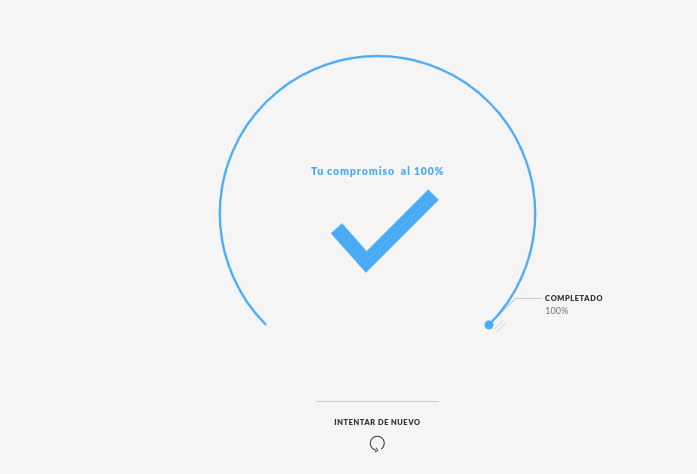 Tu compromiso al 100%
COMPLETADO
100%
INTENTAR DE NUEVO